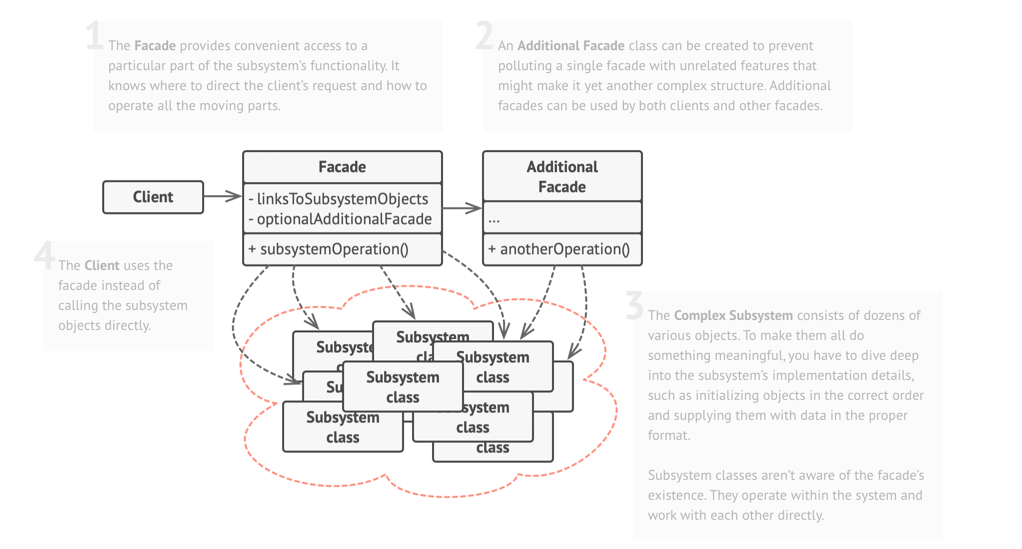 1
The Facade provides convenient access to a
particular part of the subsystem's functionality. It
knows where to direct the client's request and how to
operate all the moving parts.
2
An Additional Facade class can be created to prevent
polluting a single facade with unrelated features that
might make it yet another complex structure. Additional
facades can be used by both clients and other facades.
Client
Facade
- linksToSubsystemObjects
- optionalAdditionalFacade
+ subsystemOperation()
Additional
Facade
...
+ anotherOperation()
4
The Client uses the
facade instead of
calling the subsystem
objects directly.
3
The Complex Subsystem consists of dozens of
various objects. To make them all do
something meaningful, you have to dive deep
into the subsystem's implementation details,
such as initializing objects in the correct order
and supplying them with data in the proper
format.
Subsystem classes aren't aware of the facade's
existence. They operate within the system and
work with each other directly.
Subsystem
Subsystem
class
Subsystem
class
Subsystem
class
Subsystem
class
class